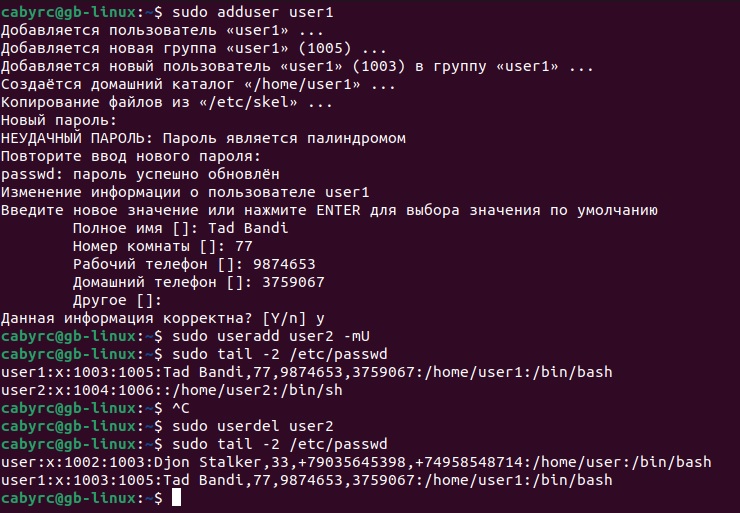 cabyrc@gb-linux:~$ sudo adduser user1
Добавляется пользователь «user1» ...
Добавляется новая группа «user1» (1005) ...
Добавляется новый пользователь «user1» (1003) в группу «user1» ...
Создаётся домашний каталог «/home/user1» ...
Копирование файлов из «/etc/skel» ...
Новый пароль:
НЕУДАЧНЫЙ ПАРОЛЬ: Пароль является палиндромом
Повторите ввод нового пароля:
passwd: пароль успешно обновлён
Изменение информации о пользователе user1
Введите новое значение или нажмите ENTER для выбора значения по умолчанию
Полное имя []: Tad Bandi
Номер комнаты []: 77
Рабочий телефон []: 9874653
Домашний телефон []: 3759067
Другое []:
Данная информация корректна? [Y/n] y
cabyrc@gb-linux:~$ sudo useradd user2 -mU
cabyrc@gb-linux:~$ sudo tail -2 /etc/passwd
user1:x:1003:1005:Tad Bandi,77,9874653,3759067:/home/user1:/bin/bash
user2:x:1004:1006::/home/user2:/bin/sh
cabyrc@gb-linux:~$ ^C
cabyrc@gb-linux:~$ sudo userdel user2
cabyrc@gb-linux:~$ sudo tail -2 /etc/passwd
user:x:1002:1003:Djon Stalker,33,+79035645398,+74958548714:/home/user:/bin/bash
user1:x:1003:1005:Tad Bandi,77,9874653,3759067:/home/user1:/bin/bash
cabyrc@gb-linux:~$